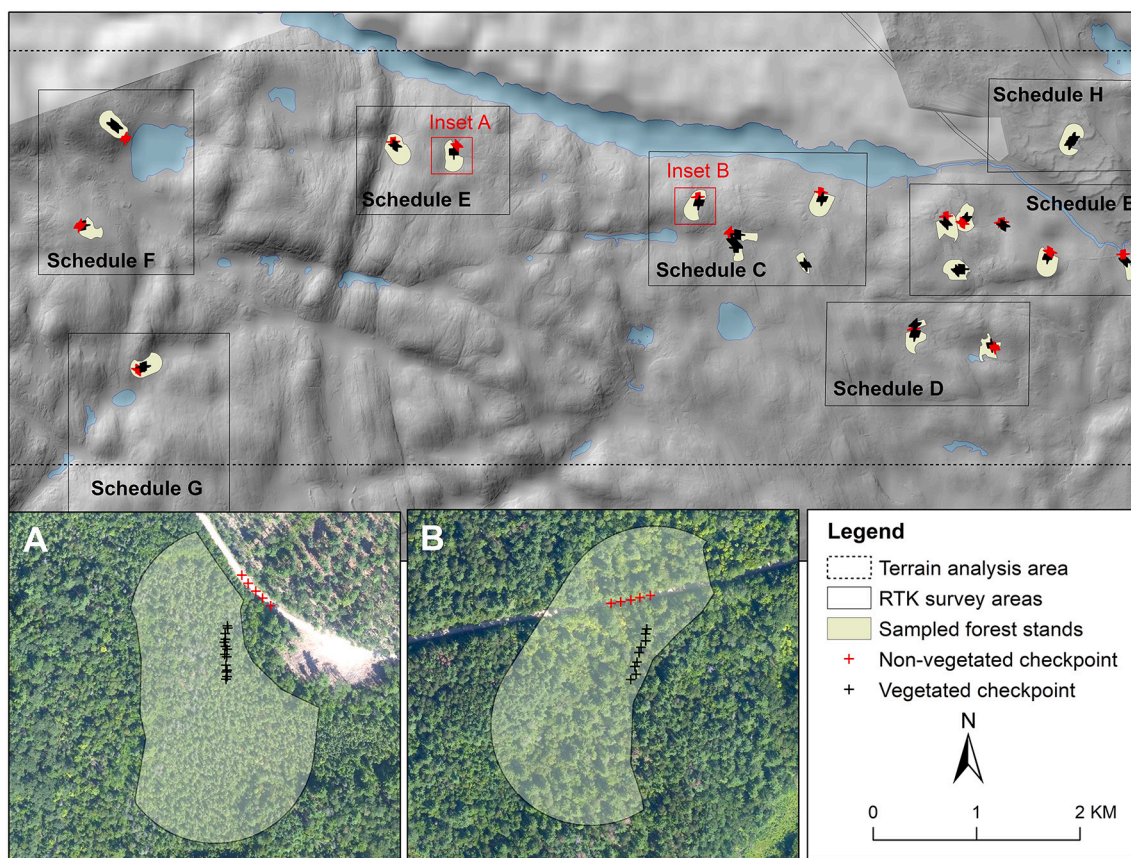 Schedule H
Inset A
Inset B
Schedule E
Schedule B
Schedule F
Schedule C
Schedule D
Schedule G
A
B
Legend
Terrain analysis area
RTK survey areas
Sampled forest stands
Non-vegetated checkpoint
Vegetated checkpoint
N
0 1 2 KM